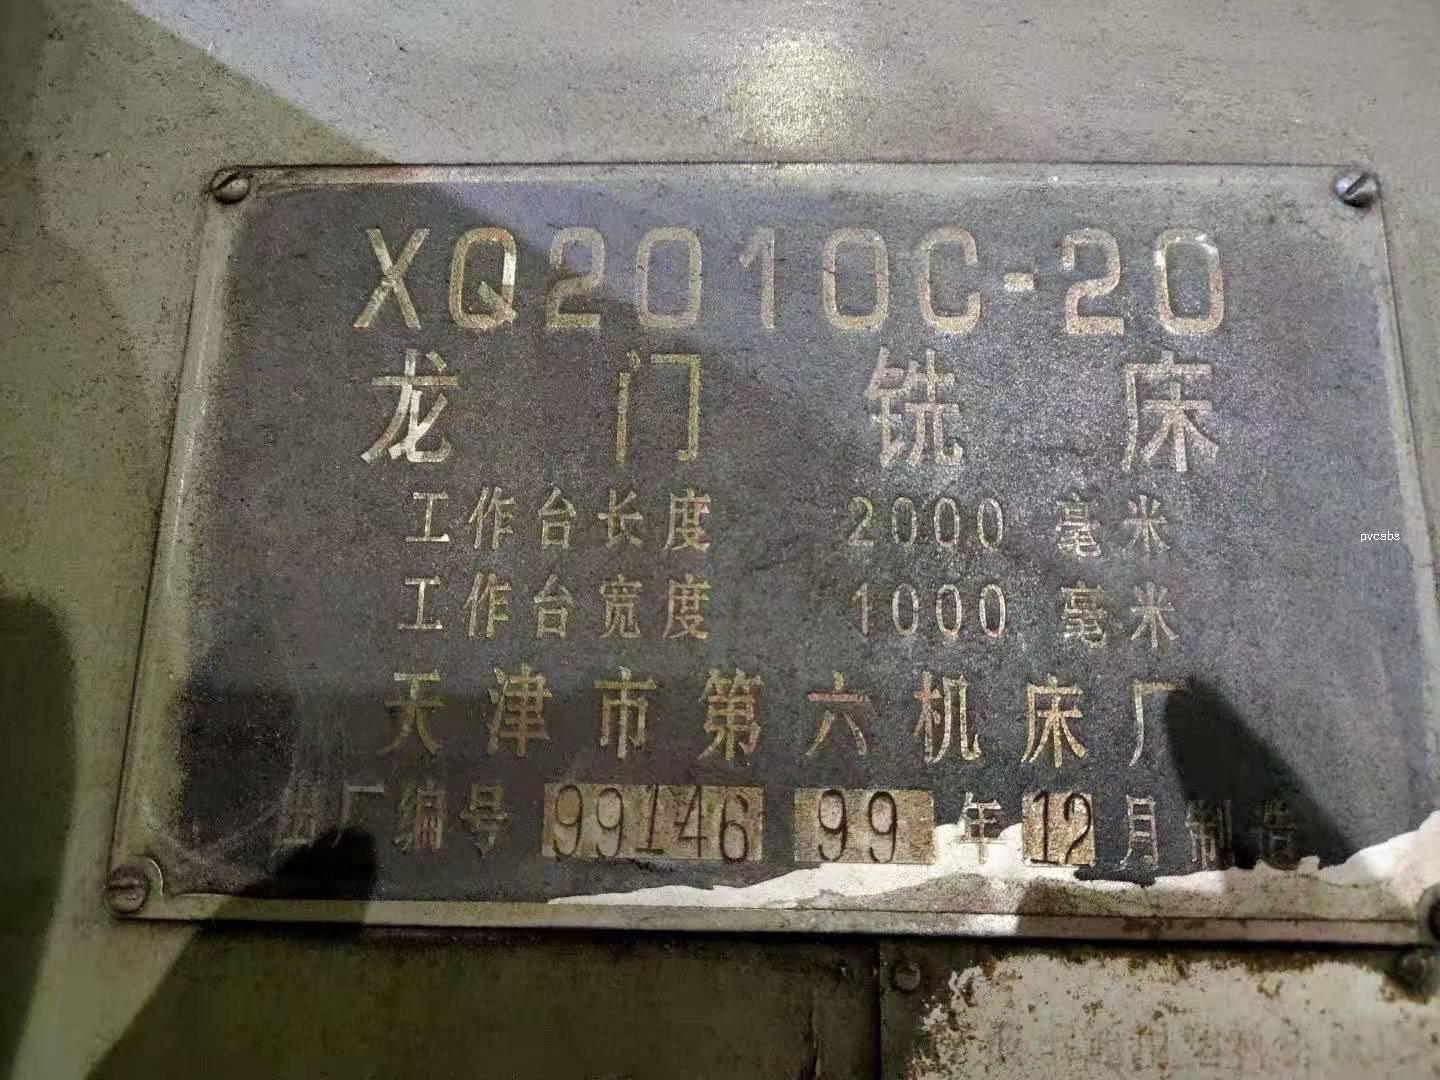 XQ2010C-20
龙门铣床
工作台长度 2000 毫米
工作台宽度 1000 毫米
天津市第六机床厂
出厂编号 99146 99 年 12 月 制造
pvcabs